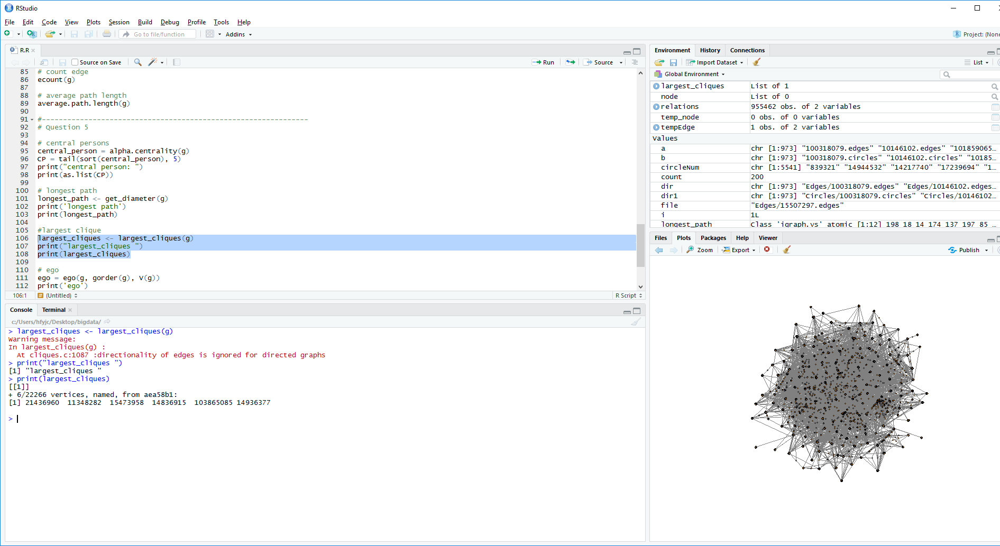 RStudio
File Edit Code View Plots Session Build Debug Profile Tools Help
Go to file/function
Addins
Project: (None
R.R
Source on Save
Run
Source
85 # count edge
86 ecount(g)
87
88 # average path length
89 average.path.length(g)
90
91 #---------------------------------------------------------------
92 # Question 5
93
94 # central persons
95 central_person = alpha.centrality(g)
96 CP = tail(sort(central_person), 5)
97 print("central person: ")
98 print(as.list(CP))
99
100 # longest path
101 longest_path <- get_diameter(g)
102 print('longest path')
103 print(longest_path)
104
105 #largest clique
106 largest_cliques <- largest_cliques(g)
107 print("largest_cliques ")
108 print(largest_cliques)
109
110 # ego
111 ego = ego(g, gorder(g), V(g))
112 print('ego')
106:1 (Untitled) R Script
Console Terminal
c:/Users/hfyjc/Desktop/bigdata/
> largest_cliques <- largest_cliques(g)
Warning message:
In largest_cliques(g) :
At cliques.c:1087 :directionality of edges is ignored for directed graphs
> print("largest_cliques ")
[1] "largest_cliques "
> print(largest_cliques)
[[1]]
+ 6/22266 vertices, named, from aea58b1:
[1] 21436960 11348282 15473958 14836915 103865085 14936377
>
Environment History Connections
Import Dataset
List
Global Environment
largest_cliques List of 1
node List of 0
relations 955462 obs. of 2 variables
temp_node 0 obs. of 0 variables
tempEdge 1 obs. of 2 variables
Values
a chr [1:973] "100318079.edges" "10146102.edges" "101859065…
b chr [1:973] "100318079.circles" "10146102.circles" "10185…
circleNum chr [1:5541] "839321" "14944532" "14217740" "17239694" "1…
count 200
dir chr [1:973] "Edges/100318079.edges" "Edges/10146102.edges…
dir1 chr [1:973] "Circles/100318079.circles" "Circles/10146102…
file "Edges/15507297.edges"
i 1L
longest_path Class 'igraph.vs' atomic [1:12] 198 18 14 174 137 197 85 …
Files Plots Packages Help Viewer
Zoom Export Publish